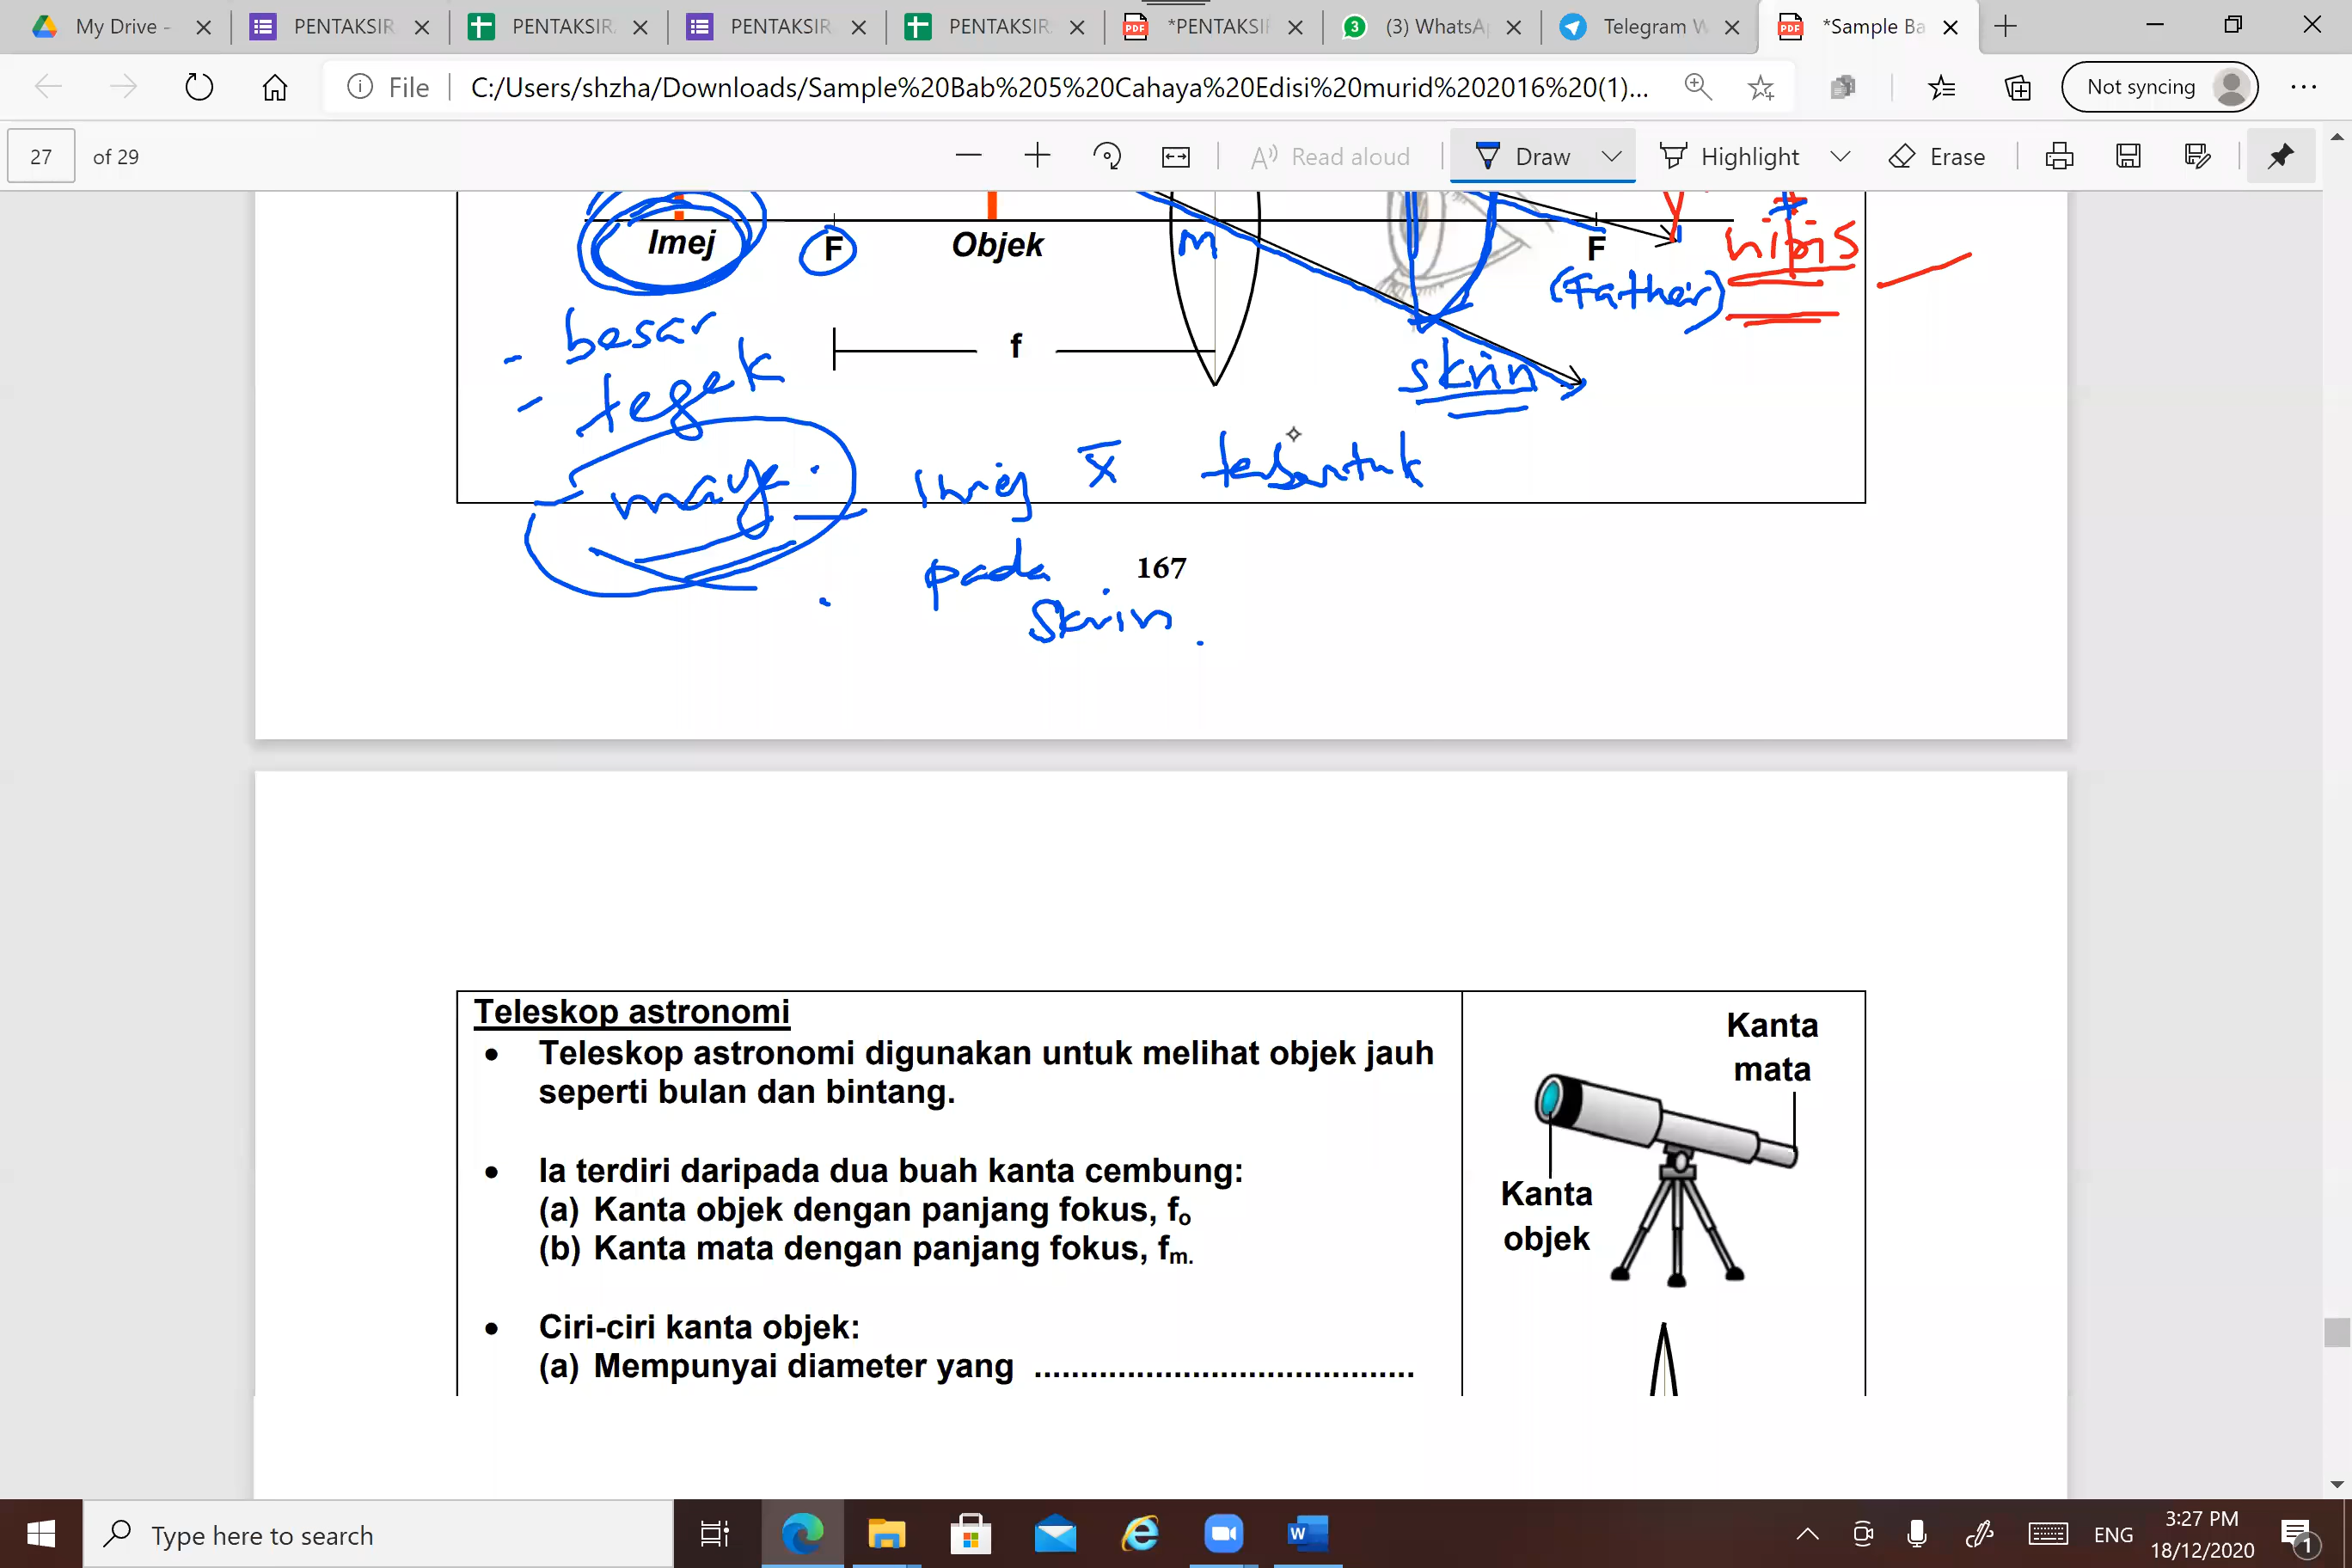 My Drive -
PENTAKSIR
PENTAKSIR
PENTAKSIR
PENTAKSIR
*PENTAKSI
(3) WhatsA
Telegram W
*Sample Ba
File
C:/Users/shzha/Downloads/Sample%20Bab%205%20Cahaya%20Edisi%20murid%202016%20(1)...
Not syncing
27
of 29
Read aloud
Draw
Highlight
Erase
Imej
F
Objek
m
F
nipis
(Father)
- besar
f
- tegak
skrin
- maya.
Imej x
pada
167
skrin.
Teleskop astronomi
• Teleskop astronomi digunakan untuk melihat objek jauh
seperti bulan dan bintang.
• Ia terdiri daripada dua buah kanta cembung:
(a) Kanta objek dengan panjang fokus, fo
(b) Kanta mata dengan panjang fokus, fm.
• Ciri-ciri kanta objek:
(a) Mempunyai diameter yang .........................................
Kanta
mata
Kanta
objek
Type here to search
ENG
3:27 PM
18/12/2020
1